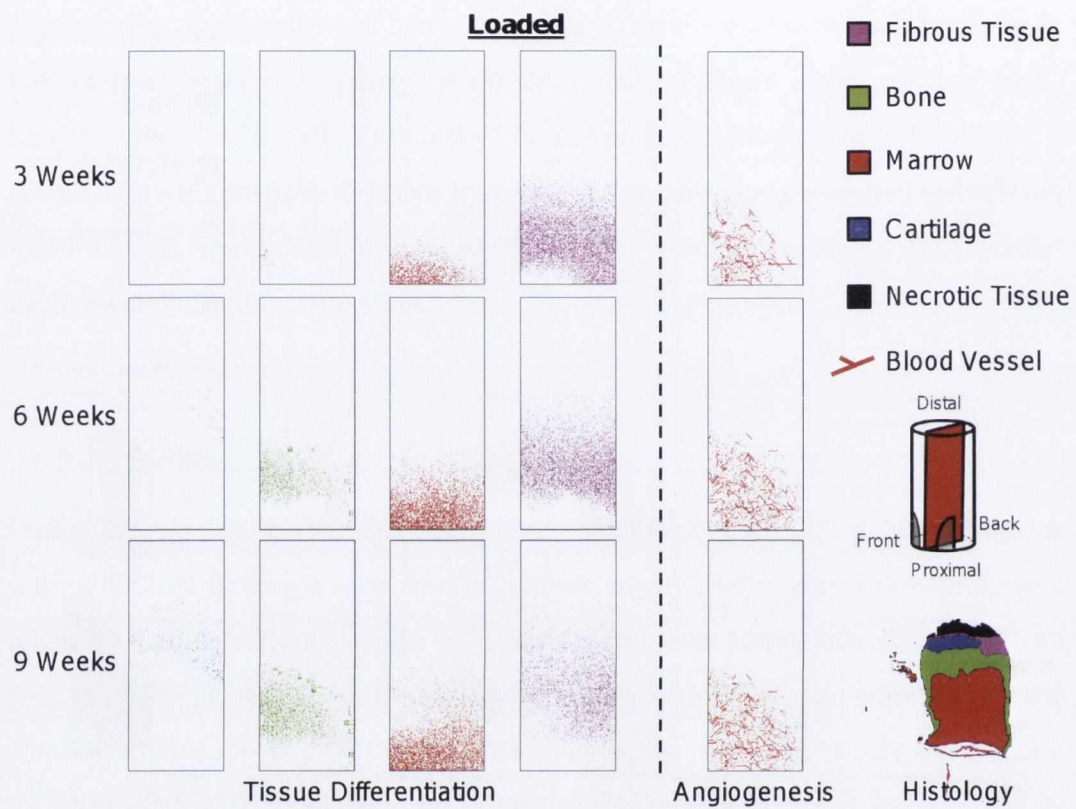 Loaded
Fibrous Tissue
Bone
Marrow
Cartilage
Necrotic Tissue
Blood Vessel
3 Weeks
6 Weeks
9 Weeks
Distal
Front
Back
Proximal
Tissue Differentiation
Angiogenesis
Histology